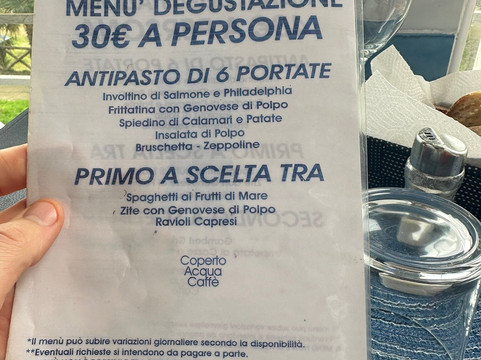 MENU' DEGUSTAZIONE
30€ A PERSONA
ANTIPASTO DI 6 PORTATE
Involtino di Salmone e Philadelphia
Frittatina con Genovese di Polpo
Spiedino di Calamari e Patate
Insalata di Polpo
Bruschetta - Zeppoline
PRIMO A SCELTA TRA
Spaghetti ai Frutti di Mare
Zite con Genovese di Polpo
Ravioli Capresi
Coperto
Acqua
Caffè
*Il menù può subire variazioni giornaliere secondo la disponibilità.
**Eventuali richieste si intendono da pagare a parte.